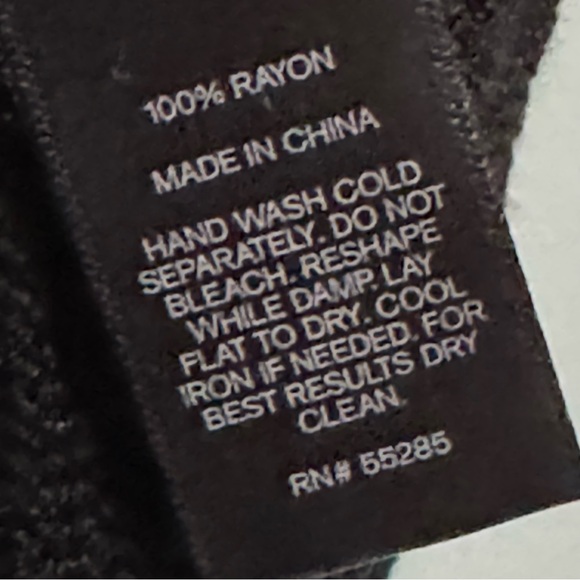 100% RAYON
MADE IN CHINA
HAND WASH COLD
SEPARATELY. DO NOT
BLEACH. RESHAPE
WHILE DAMP. LAY
FLAT TO DRY. COOL
IRON IF NEEDED. FOR
BEST RESULTS DRY
CLEAN.
RN# 55285